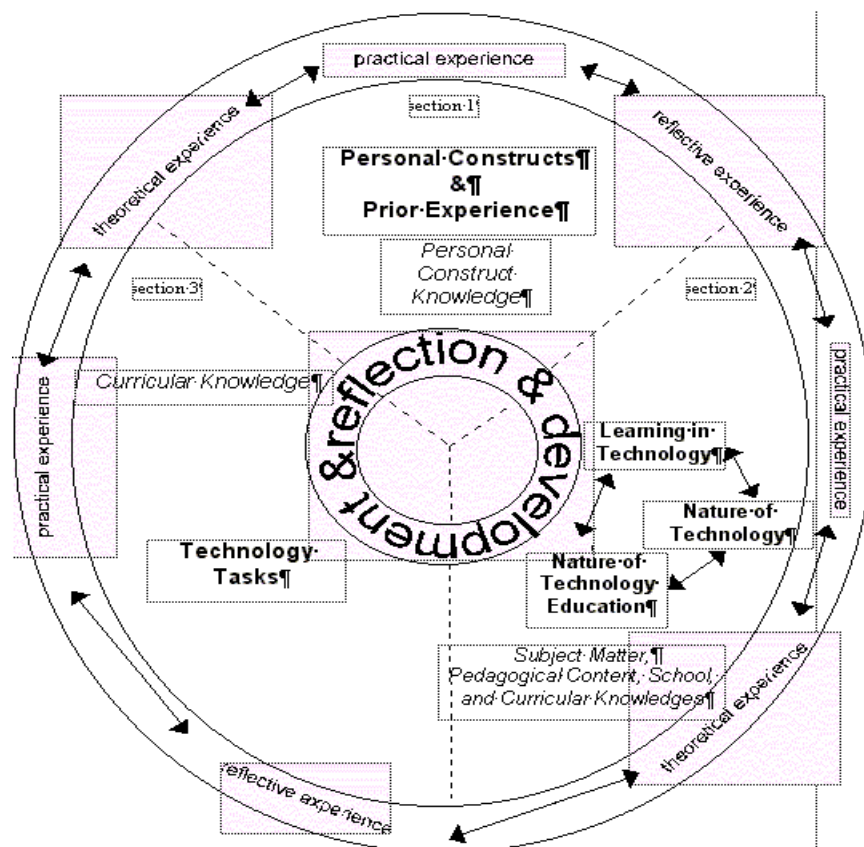 practical experience
theoretical experience
reflective experience
section·1
Personal·Constructs¶
&¶
Prior·Experience¶
Personal·
Construct·
Knowledge¶
section·3
section·2
reflection & development &
Curricular·Knowledge¶
practical experience
practical experience
Learning·in·
Technology¶
Nature·of·
Technology¶
Technology·
Tasks¶
Nature·of·
Technology·
Education¶
Subject·Matter,¶
Pedagogical·Content,·School,·
and·Curricular·Knowledges¶
theoretical experience
reflective experience